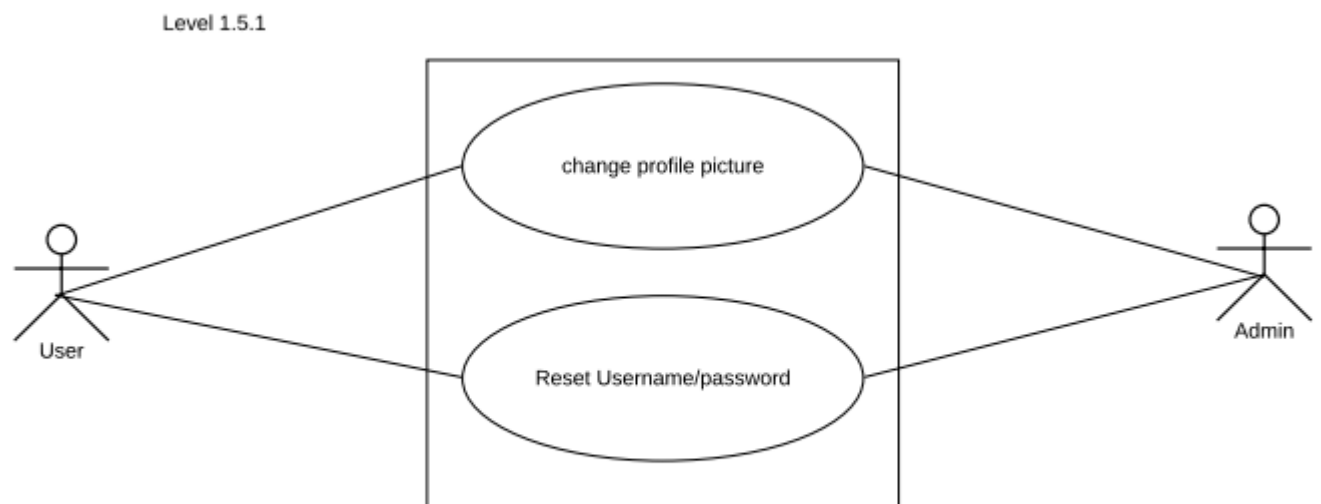 Level 1.5.1
change profile picture
User
Admin
Reset Username/password